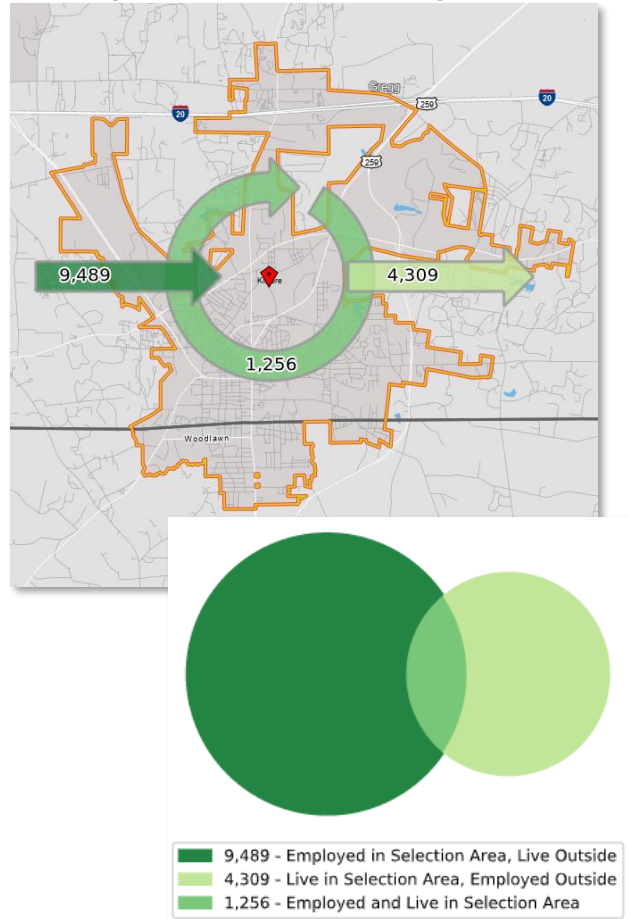 Gregg
259
20
20
259
9,489
4,309
1,256
Woodlawn
9,489 - Employed in Selection Area, Live Outside
4,309 - Live in Selection Area, Employed Outside
1,256 - Employed and Live in Selection Area